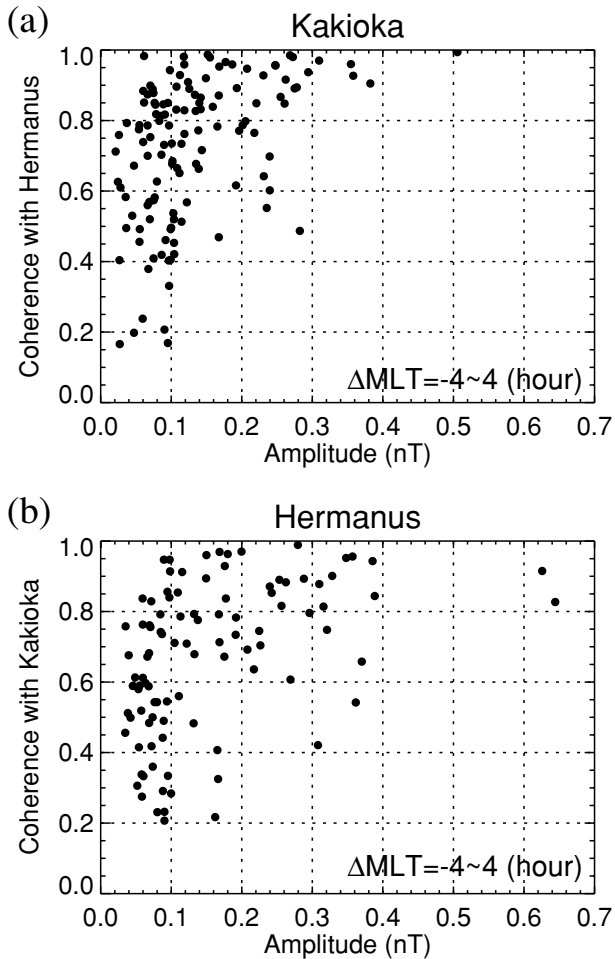 (a)
Kakioka
Coherence with Hermanus
1.0
0.8
0.6
0.4
0.2
0.0
ΔMLT=-4~4 (hour)
0.0 0.1 0.2 0.3 0.4 0.5 0.6 0.7
Amplitude (nT)
(b)
Hermanus
Coherence with Kakioka
1.0
0.8
0.6
0.4
0.2
0.0
ΔMLT=-4~4 (hour)
0.0 0.1 0.2 0.3 0.4 0.5 0.6 0.7
Amplitude (nT)